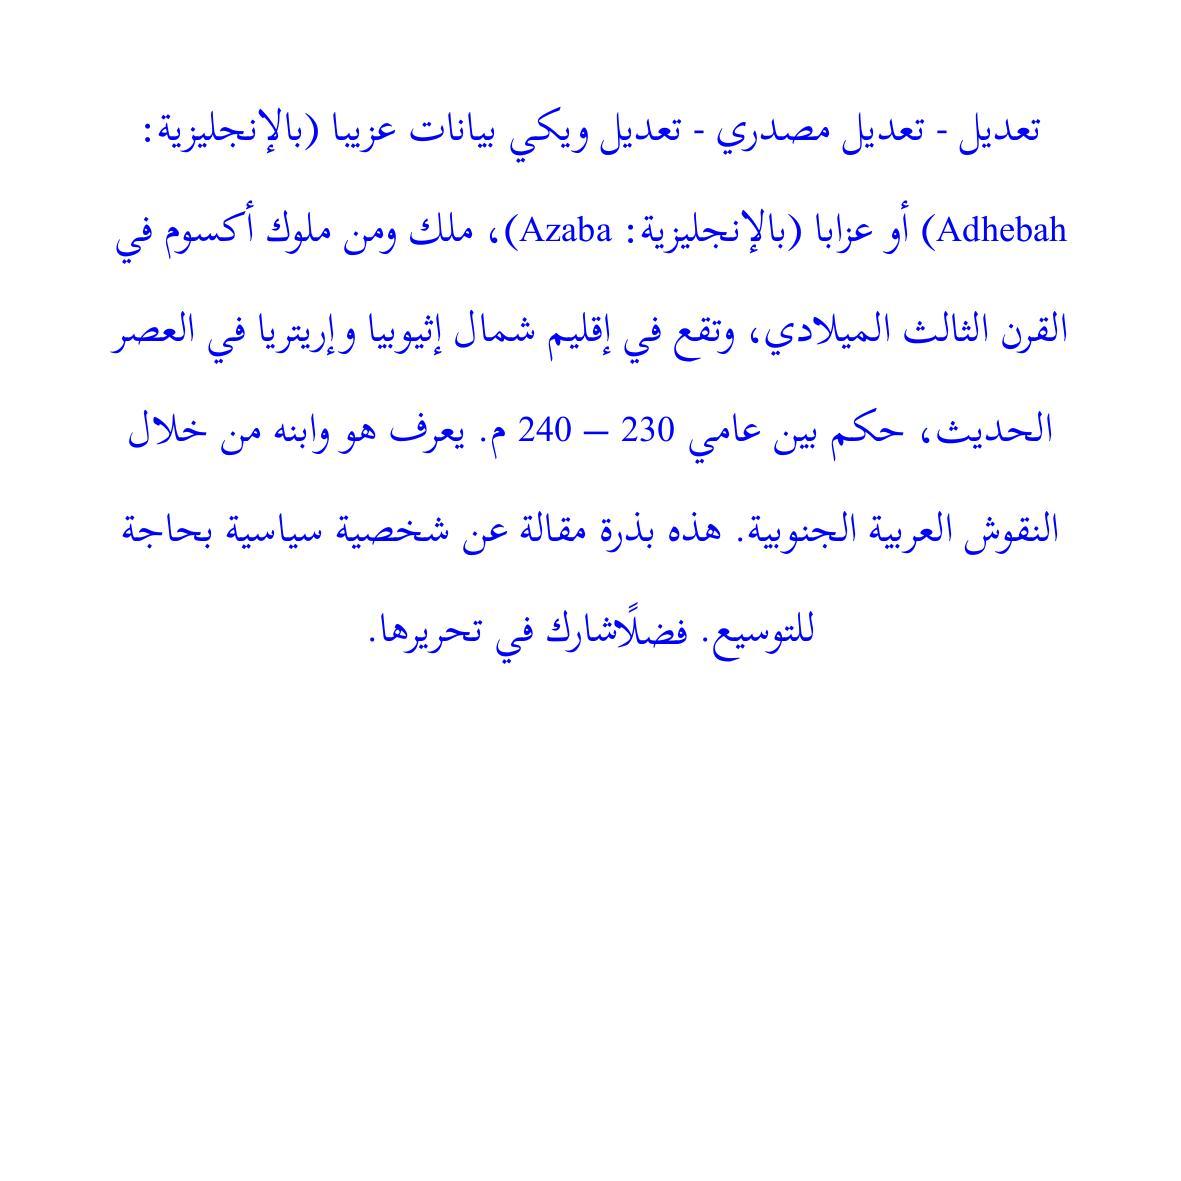 تعديل - تعديل مصدري - تعديل ويكي بيانات عزيبا (بالإنجليزية:
Adhebah) أو عزابا (بالإنجليزية: Azaba)، ملك ومن ملوك أكسوم في
القرن الثالث الميلادي، وتقع في إقليم شمال إثيوبيا وإريتريا في العصر
الحديث، حكم بين عامي 230 – 240 م. يعرف هو وابنه من خلال
النقوش العربية الجنوبية. هذه بذرة مقالة عن شخصية سياسية بحاجة
للتوسيع. فضلًاشارك في تحريرها.